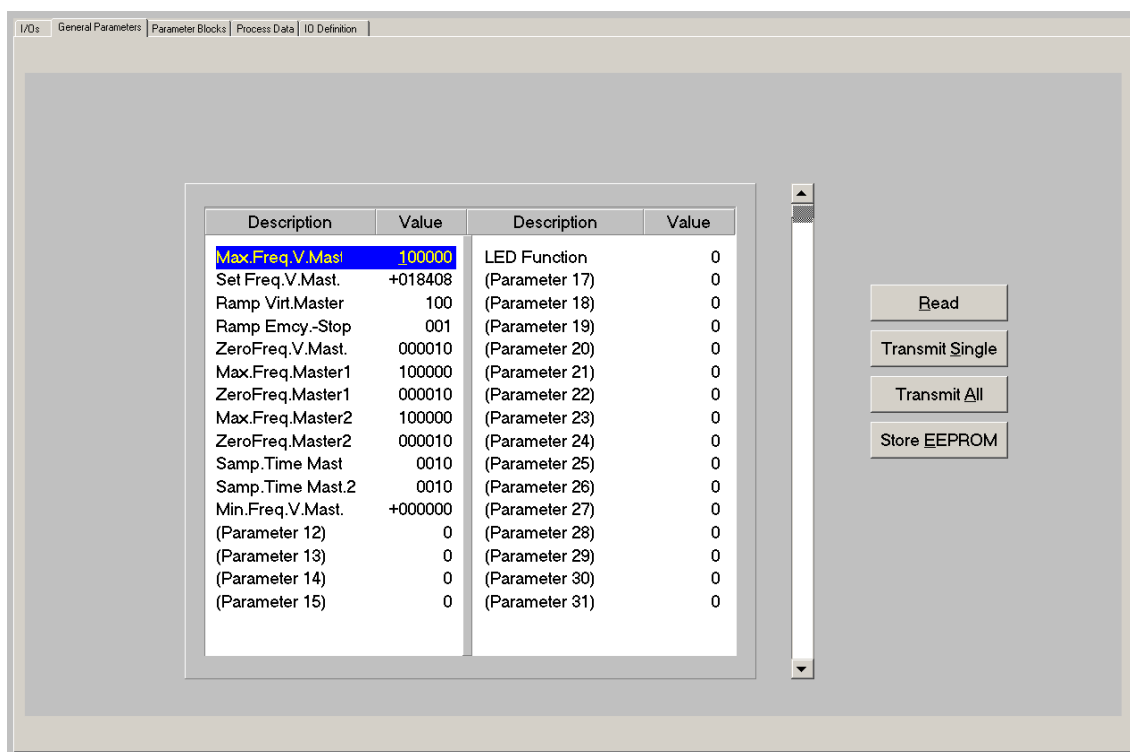 I/Os General Parameters Parameter Blocks Process Data IO Definition
Description Value Description Value
Max.Freq.V.Mast 100000 LED Function 0
Set Freq.V.Mast. +018408 (Parameter 17) 0
Ramp Virt.Master 100 (Parameter 18) 0
Ramp Emcy.-Stop 001 (Parameter 19) 0
ZeroFreq.V.Mast. 000010 (Parameter 20) 0
Max.Freq.Master1 100000 (Parameter 21) 0
ZeroFreq.Master1 000010 (Parameter 22) 0
Max.Freq.Master2 100000 (Parameter 23) 0
ZeroFreq.Master2 000010 (Parameter 24) 0
Samp.Time Mast 0010 (Parameter 25) 0
Samp.Time Mast.2 0010 (Parameter 26) 0
Min.Freq.V.Mast. +000000 (Parameter 27) 0
(Parameter 12) 0 (Parameter 28) 0
(Parameter 13) 0 (Parameter 29) 0
(Parameter 14) 0 (Parameter 30) 0
(Parameter 15) 0 (Parameter 31) 0
Read
Transmit Single
Transmit All
Store EEPROM